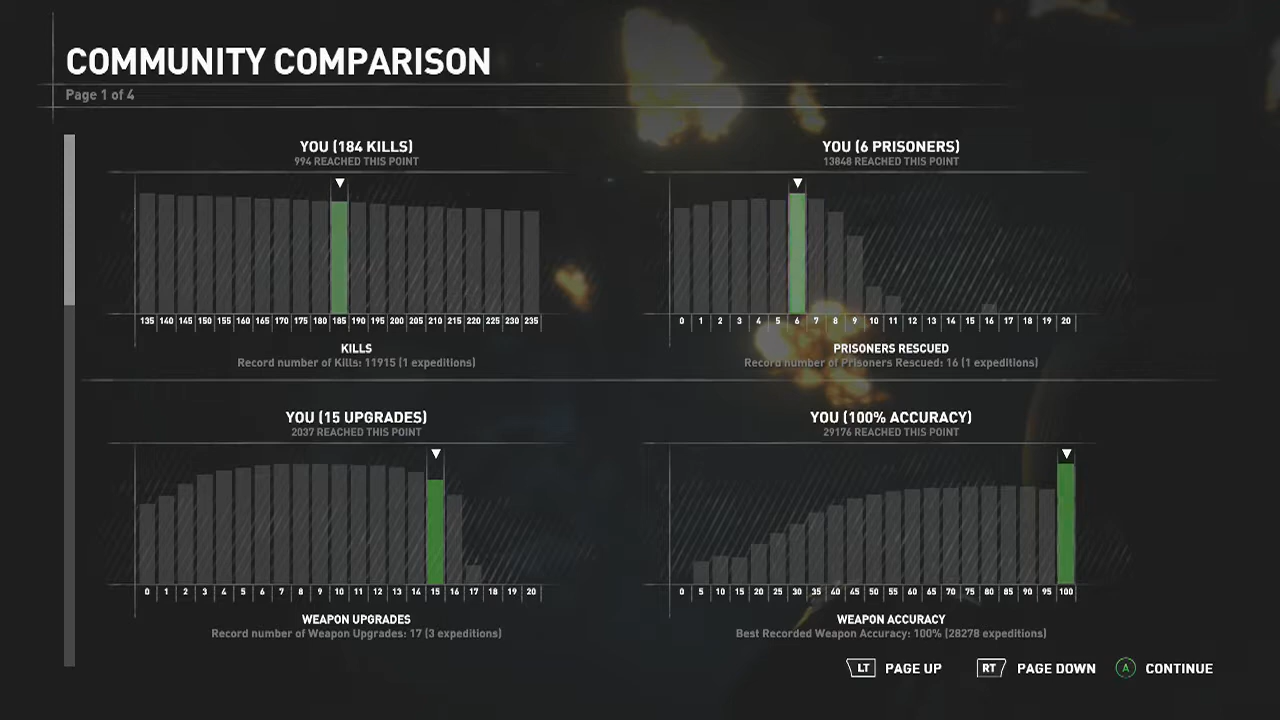 COMMUNITY COMPARISON
Page 1 of 4
YOU (184 KILLS)
994 REACHED THIS POINT
135 140 145 150 155 160 165 170 175 180 185 190 195 200 205 210 215 220 225 230 235
KILLS
Record number of Kills: 11915 (1 expeditions)
YOU (6 PRISONERS)
13848 REACHED THIS POINT
0 1 2 3 4 5 6 7 8 9 10 11 12 13 14 15 16 17 18 19 20
PRISONERS RESCUED
Record number of Prisoners Rescued: 16 (1 expeditions)
YOU (15 UPGRADES)
2037 REACHED THIS POINT
0 1 2 3 4 5 6 7 8 9 10 11 12 13 14 15 16 17 18 19 20
WEAPON UPGRADES
Record number of Weapon Upgrades: 17 (3 expeditions)
YOU (100% ACCURACY)
29176 REACHED THIS POINT
0 5 10 15 20 25 30 35 40 45 50 55 60 65 70 75 80 85 90 95 100
WEAPON ACCURACY
Best Recorded Weapon Accuracy: 100% (28278 expeditions)
LT PAGE UP RT PAGE DOWN A CONTINUE